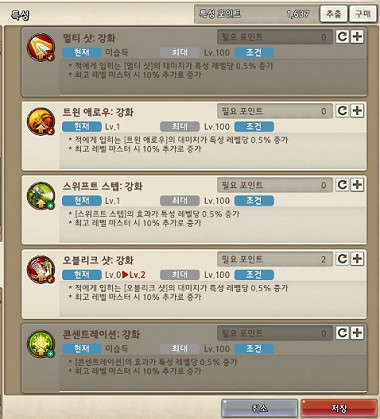 특성
특성 포인트 1,637 추출 구매
멀티 샷: 강화 필요 포인트 0
현재 미습득 최대 Lv.100 조건
* 적에게 입히는 [멀티 샷]의 대미지가 특성 레벨당 0.5% 증가
* 최고 레벨 마스터 시 10% 추가로 증가
트윈 애로우: 강화 필요 포인트 0
현재 Lv.1 최대 Lv.100 조건
* 적에게 입히는 [트윈 애로우]의 대미지가 특성 레벨당 0.5% 증가
* 최고 레벨 마스터 시 10% 추가로 증가
스위프트 스텝: 강화 필요 포인트 0
현재 Lv.1 최대 Lv.100 조건
* [스위프트 스텝]의 효과가 특성 레벨당 0.5% 증가
* 최고 레벨 마스터 시 10% 추가로 증가
오블리크 샷: 강화 필요 포인트 2
현재 Lv.0▶Lv.2 최대 Lv.100 조건
* 적에게 입히는 [오블리크 샷]의 대미지가 특성 레벨당 0.5% 증가
* 최고 레벨 마스터 시 10% 추가로 증가
콘센트레이션: 강화 필요 포인트 0
현재 미습득 최대 Lv.100 조건
* [콘센트레이션]의 효과가 특성 레벨당 0.5% 증가
* 최고 레벨 마스터 시 10% 추가로 증가
취소 저장